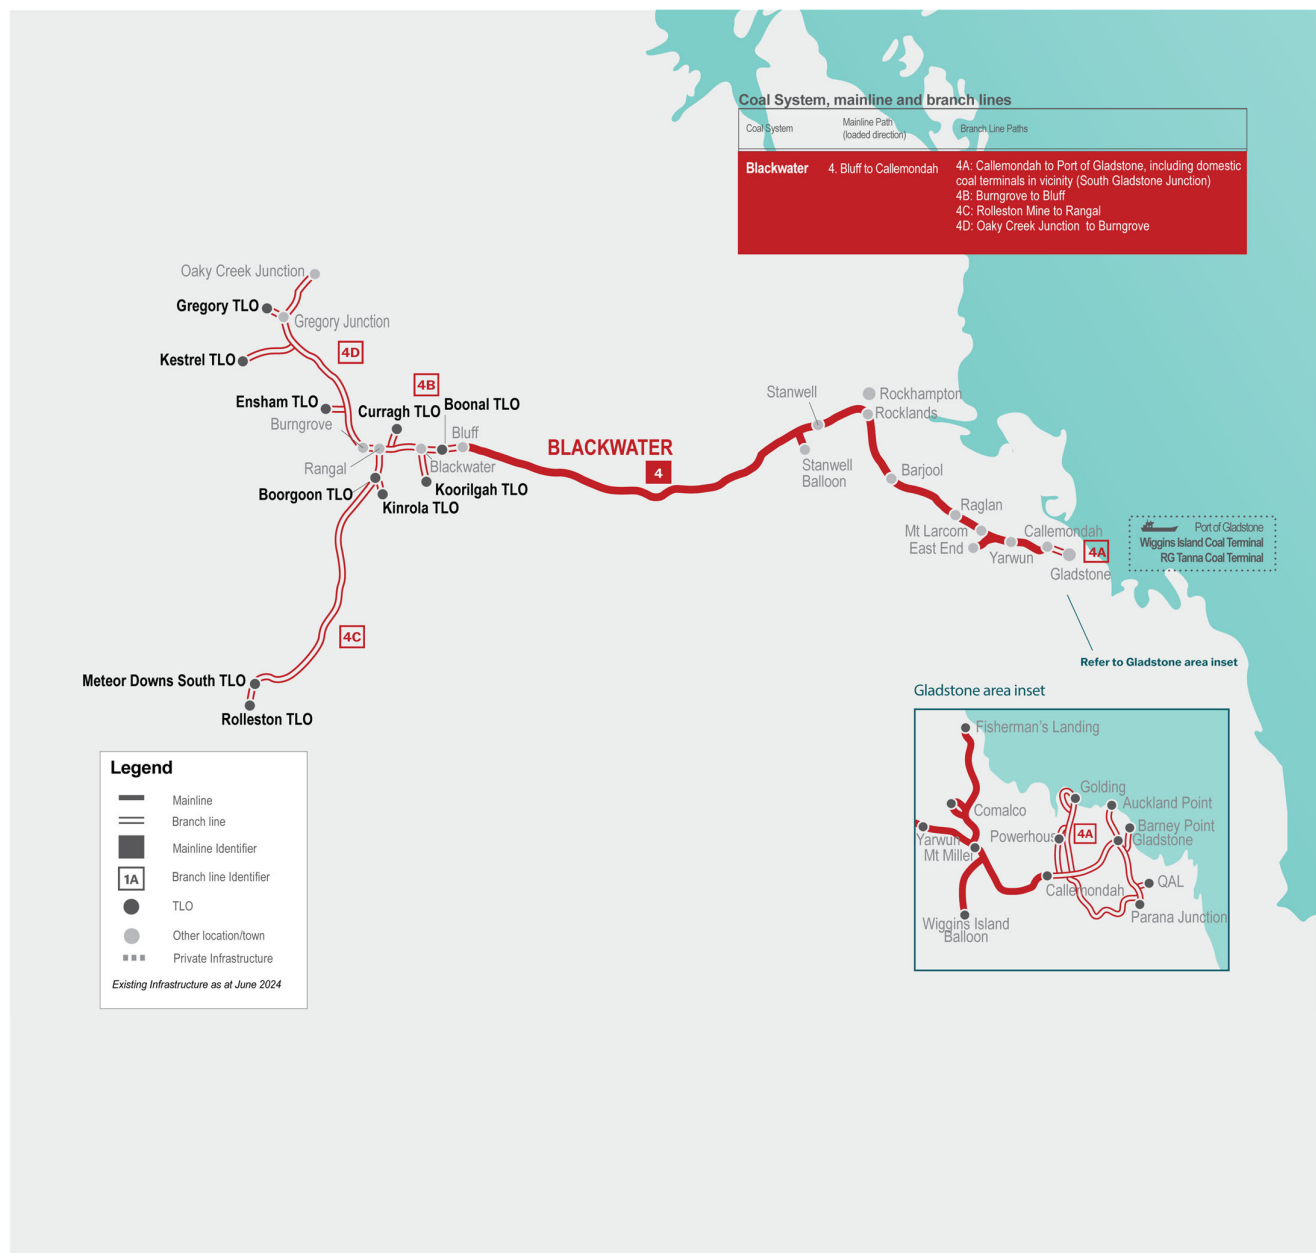 Coal System, mainline and branch lines
Coal System
Mainline Path
(loaded direction)
Branch Line Paths
Blackwater
4. Bluff to Callemondah
4A: Callemondah to Port of Gladstone, including domestic
coal terminals in vicinity (South Gladstone Junction)
4B: Burngrove to Bluff
4C: Rolleston Mine to Rangal
4D: Oaky Creek Junction to Burngrove
Oaky Creek Junction
Gregory TLO
Gregory Junction
4D
Kestrel TLO
4B
Ensham TLO
Curragh TLO
Boonal TLO
Burngrove
Bluff
Rangal
Blackwater
Boorgoon TLO
Koorilgah TLO
Kinrola TLO
BLACKWATER
4
Stanwell
Rockhampton
Rocklands
Stanwell
Balloon
Barjool
Raglan
Mt Larcom
East End
Yarwun
Callemondah
4A
Gladstone
Port of Gladstone
Wiggins Island Coal Terminal
RG Tanna Coal Terminal
4C
Refer to Gladstone area inset
Meteor Downs South TLO
Rolleston TLO
Gladstone area inset
Fisherman's Landing
Golding
Auckland Point
Comalco
Barney Point
Yarwun
Powerhous
4A
Gladstone
Mt Miller
Callemondah
QAL
Parana Junction
Wiggins Island
Balloon
Legend
Mainline
Branch line
Mainline Identifier
1A
Branch line Identifier
TLO
Other location/town
Private Infrastructure
Existing Infrastructure as at June 2024